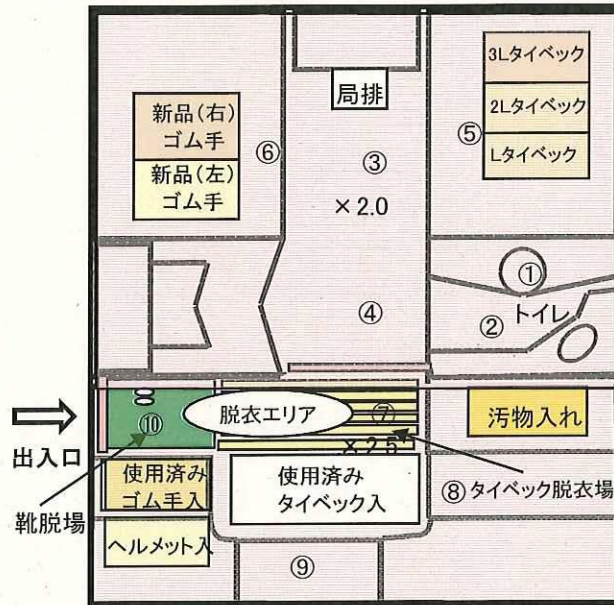 3Lタイベック
2Lタイベック
Lタイベック
⑤
局排
新品(右)
ゴム手
新品(左)
ゴム手
⑥
③
×2.0
④
①
②
トイレ
出入口
⑩
脱衣エリア
⑦
×2.5
汚物入れ
使用済み
ゴム手入
使用済み
タイベック入
⑧タイベック脱衣場
靴脱場
ヘルメット入
⑨